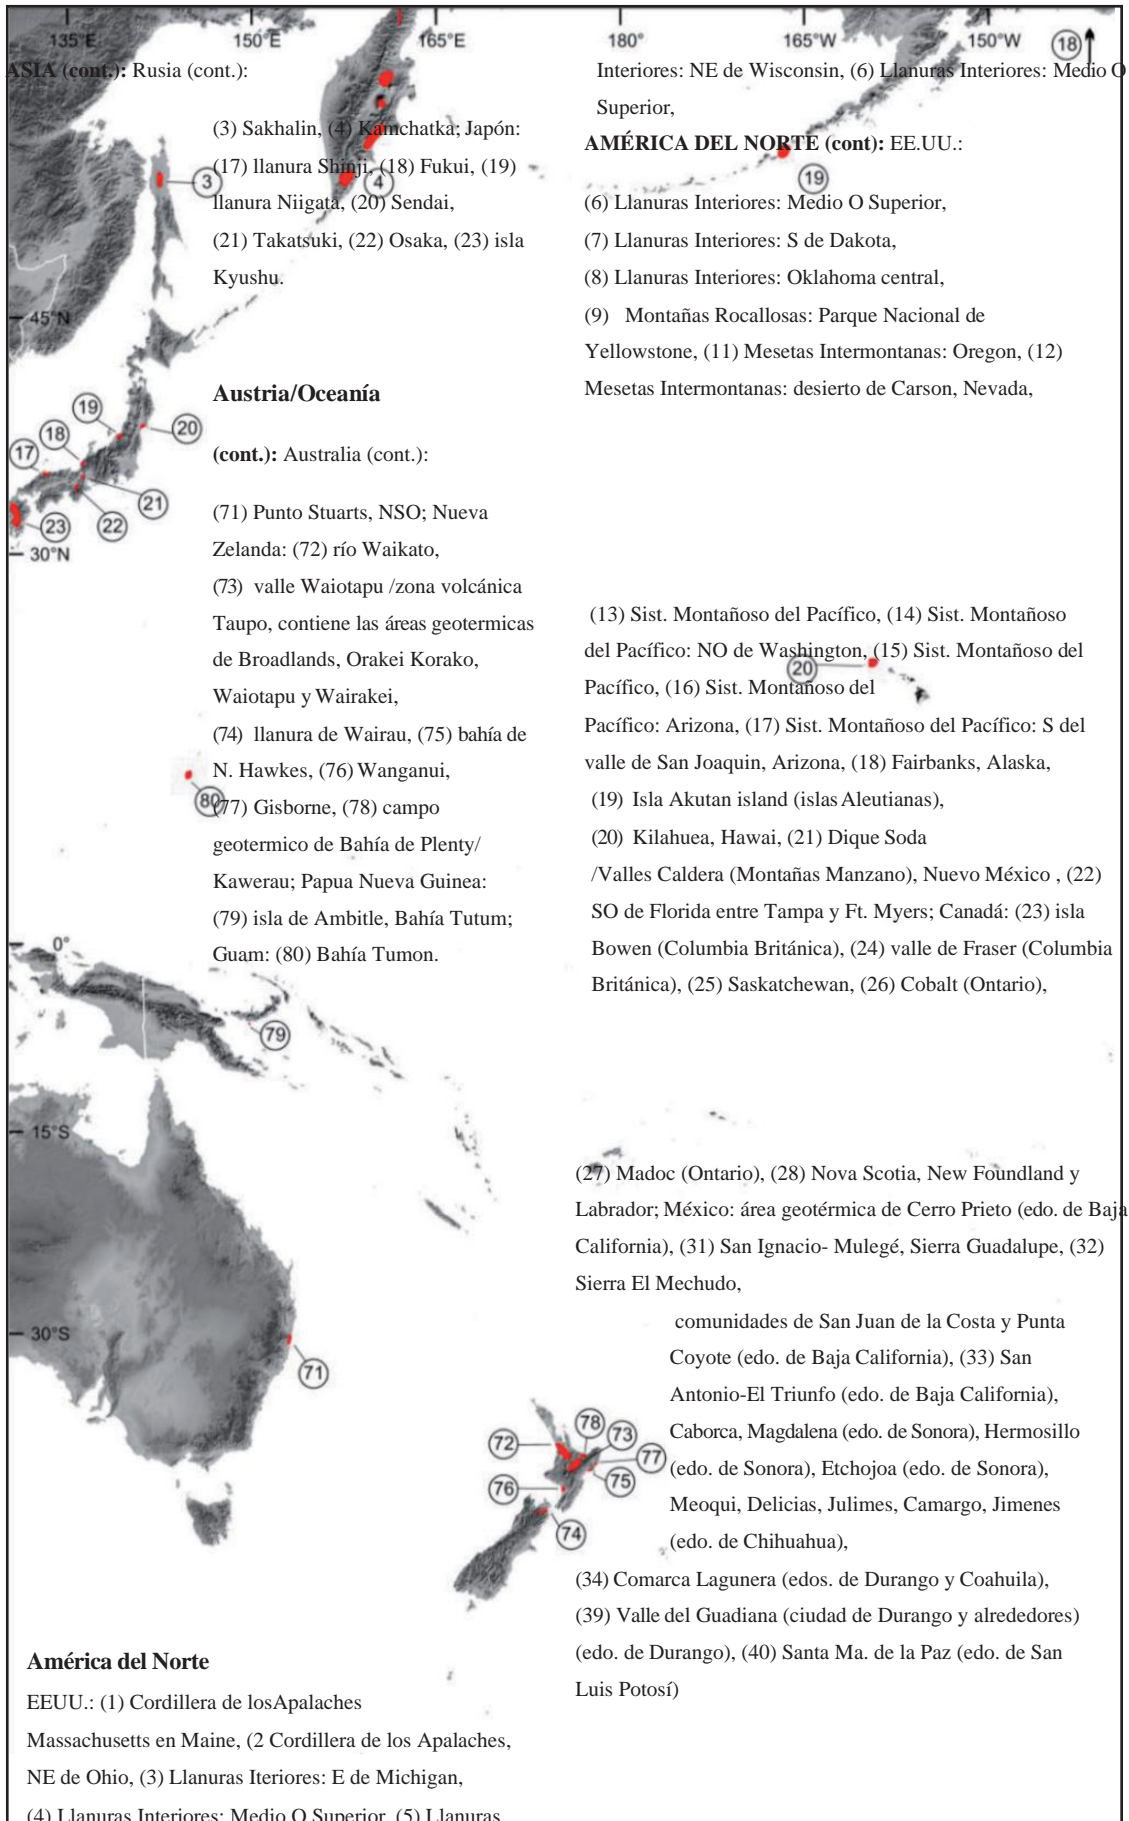 135°E 150°E 165°E 180° 165°W 150°W 18
ASIA (cont.): Rusia (cont.):
(3) Sakhalin, (4) Kamchatka; Japón:
(17) llanura Shinji, (18) Fukui, (19)
llanura Niigata, (20) Sendai,
(21) Takatsuki, (22) Osaka, (23) isla
Kyushu.
3
4
45°N
19
20
18
17
21
22
23
30°N
Austria/Oceanía
(cont.): Australia (cont.):
(71) Punto Stuarts, NSO; Nueva
Zelanda: (72) río Waikato,
(73) valle Waiotapu /zona volcánica
Taupo, contiene las áreas geotermicas
de Broadlands, Orakei Korako,
Waiotapu y Wairakei,
(74) llanura de Wairau, (75) bahía de
N. Hawkes, (76) Wanganui,
(77) Gisborne, (78) campo
geotermico de Bahía de Plenty/
Kawerau; Papua Nueva Guinea:
(79) isla de Ambitle, Bahía Tutum;
Guam: (80) Bahía Tumon.
80
0°
79
15°S
30°S
71
América del Norte
EEUU.: (1) Cordillera de losApalaches
Massachusetts en Maine, (2 Cordillera de los Apalaches,
NE de Ohio, (3) Llanuras Iteriores: E de Michigan,
(4) Llanuras Interiores: Medio O Superior, (5) Llanuras
Interiores: NE de Wisconsin, (6) Llanuras Interiores: Medio O
Superior,
AMÉRICA DEL NORTE (cont): EE.UU.:
19
(6) Llanuras Interiores: Medio O Superior,
(7) Llanuras Interiores: S de Dakota,
(8) Llanuras Interiores: Oklahoma central,
(9) Montañas Rocallosas: Parque Nacional de
Yellowstone, (11) Mesetas Intermontanas: Oregon, (12)
Mesetas Intermontanas: desierto de Carson, Nevada,
(13) Sist. Montañoso del Pacífico, (14) Sist. Montañoso
del Pacífico: NO de Washington, (15) Sist. Montañoso del
20
Pacífico, (16) Sist. Montañoso del
Pacífico: Arizona, (17) Sist. Montañoso del Pacífico: S del
valle de San Joaquin, Arizona, (18) Fairbanks, Alaska,
(19) Isla Akutan island (islas Aleutianas),
(20) Kilahuea, Hawai, (21) Dique Soda
/Valles Caldera (Montañas Manzano), Nuevo México , (22)
SO de Florida entre Tampa y Ft. Myers; Canadá: (23) isla
Bowen (Columbia Británica), (24) valle de Fraser (Columbia
Británica), (25) Saskatchewan, (26) Cobalt (Ontario),
(27) Madoc (Ontario), (28) Nova Scotia, New Foundland y
Labrador; México: área geotérmica de Cerro Prieto (edo. de Baja
California), (31) San Ignacio- Mulegé, Sierra Guadalupe, (32)
Sierra El Mechudo,
comunidades de San Juan de la Costa y Punta
Coyote (edo. de Baja California), (33) San
Antonio-El Triunfo (edo. de Baja California),
Caborca, Magdalena (edo. de Sonora), Hermosillo
(edo. de Sonora), Etchojoa (edo. de Sonora),
Meoqui, Delicias, Julimes, Camargo, Jimenes
(edo. de Chihuahua),
(34) Comarca Lagunera (edos. de Durango y Coahuila),
(39) Valle del Guadiana (ciudad de Durango y alrededores)
(edo. de Durango), (40) Santa Ma. de la Paz (edo. de San
Luis Potosí)
72
78
73
77
75
76
74